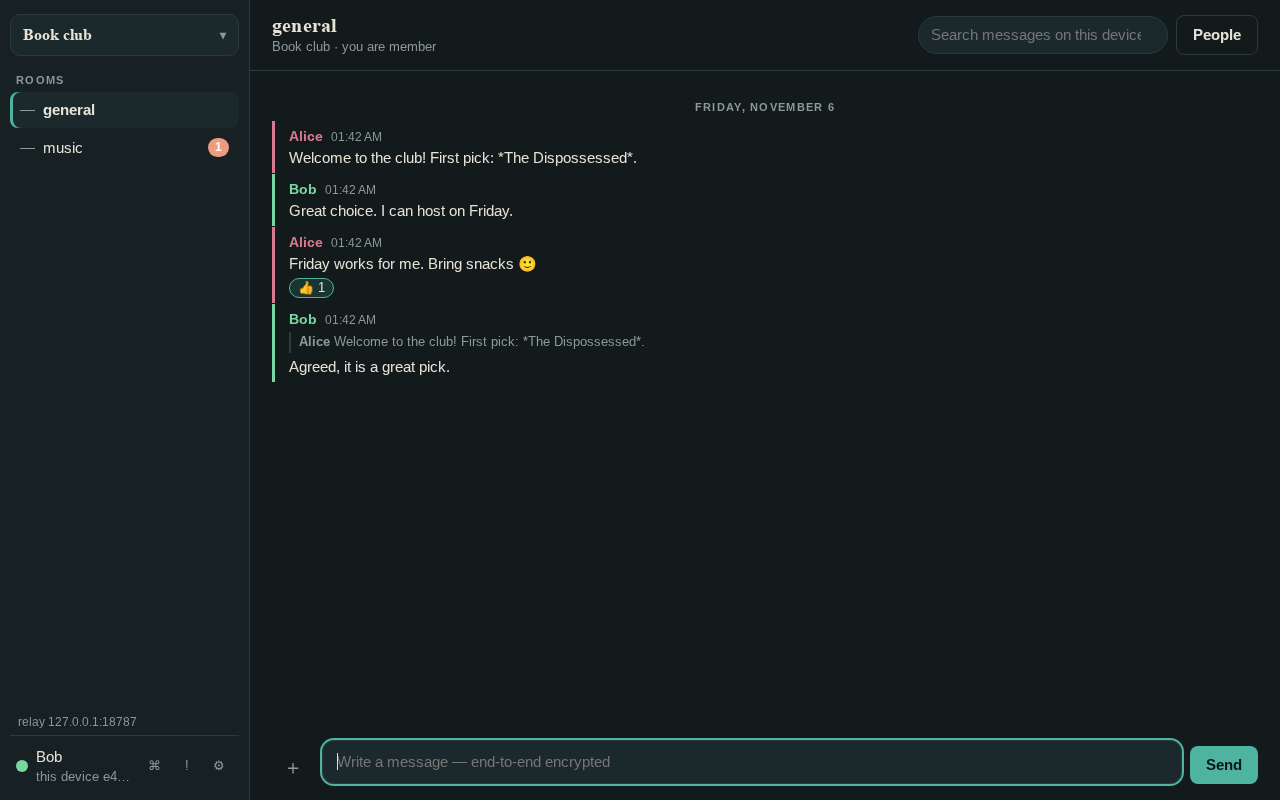 Book club ▾
ROOMS
— general
— music 1
relay 127.0.0.1:18787
Bob
this device e4…
⌘ ! ⚙
general
Book club · you are member
Search messages on this device
People
FRIDAY, NOVEMBER 6
Alice 01:42 AM
Welcome to the club! First pick: *The Dispossessed*.
Bob 01:42 AM
Great choice. I can host on Friday.
Alice 01:42 AM
Friday works for me. Bring snacks 🙂
👍 1
Bob 01:42 AM
Alice Welcome to the club! First pick: *The Dispossessed*.
Agreed, it is a great pick.
+
Write a message — end-to-end encrypted
Send